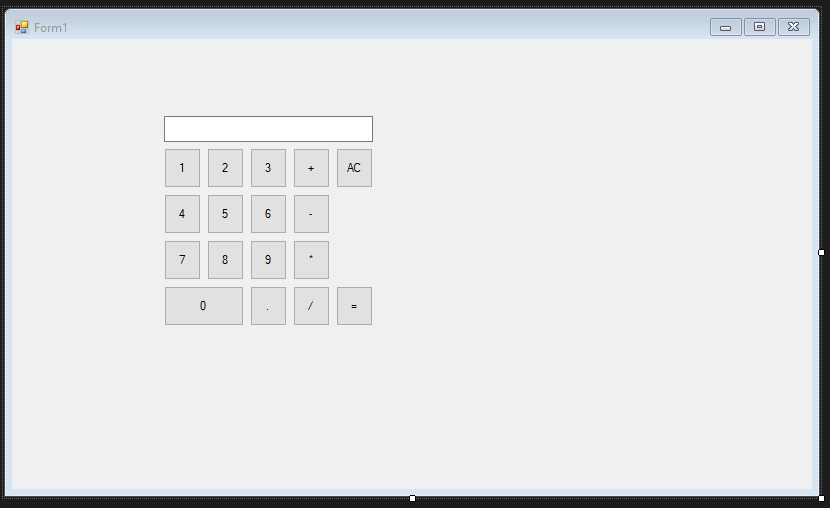 Form1
1 2 3 + AC
4 5 6 -
7 8 9 *
0 . / =